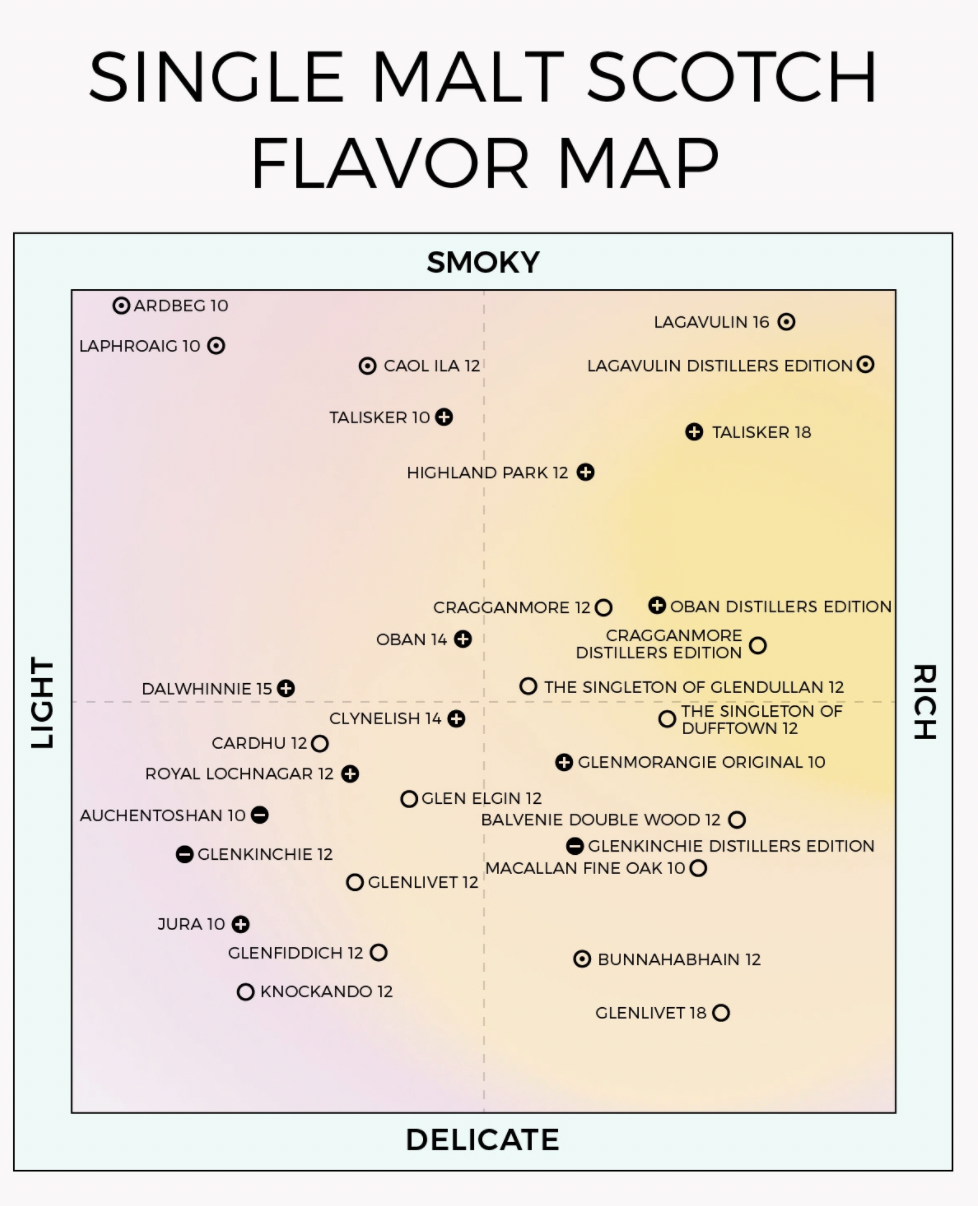 SINGLE MALT SCOTCH
FLAVOR MAP
SMOKY
ARDBEG 10
LAGAVULIN 16
LAPHROAIG 10
CAOL ILA 12
LAGAVULIN DISTILLERS EDITION
TALISKER 10
TALISKER 18
HIGHLAND PARK 12
CRAGGANMORE 12
OBAN DISTILLERS EDITION
OBAN 14
CRAGGANMORE
DISTILLERS EDITION
LIGHT
RICH
DALWHINNIE 15
THE SINGLETON OF GLENDULLAN 12
CLYNELISH 14
THE SINGLETON OF
DUFFTOWN 12
CARDHU 12
GLENMORANGIE ORIGINAL 10
ROYAL LOCHNAGAR 12
GLEN ELGIN 12
AUCHENTOSHAN 10
BALVENIE DOUBLE WOOD 12
GLENKINCHIE DISTILLERS EDITION
GLENKINCHIE 12
MACALLAN FINE OAK 10
GLENLIVET 12
JURA 10
GLENFIDDICH 12
BUNNAHABHAIN 12
KNOCKANDO 12
GLENLIVET 18
DELICATE